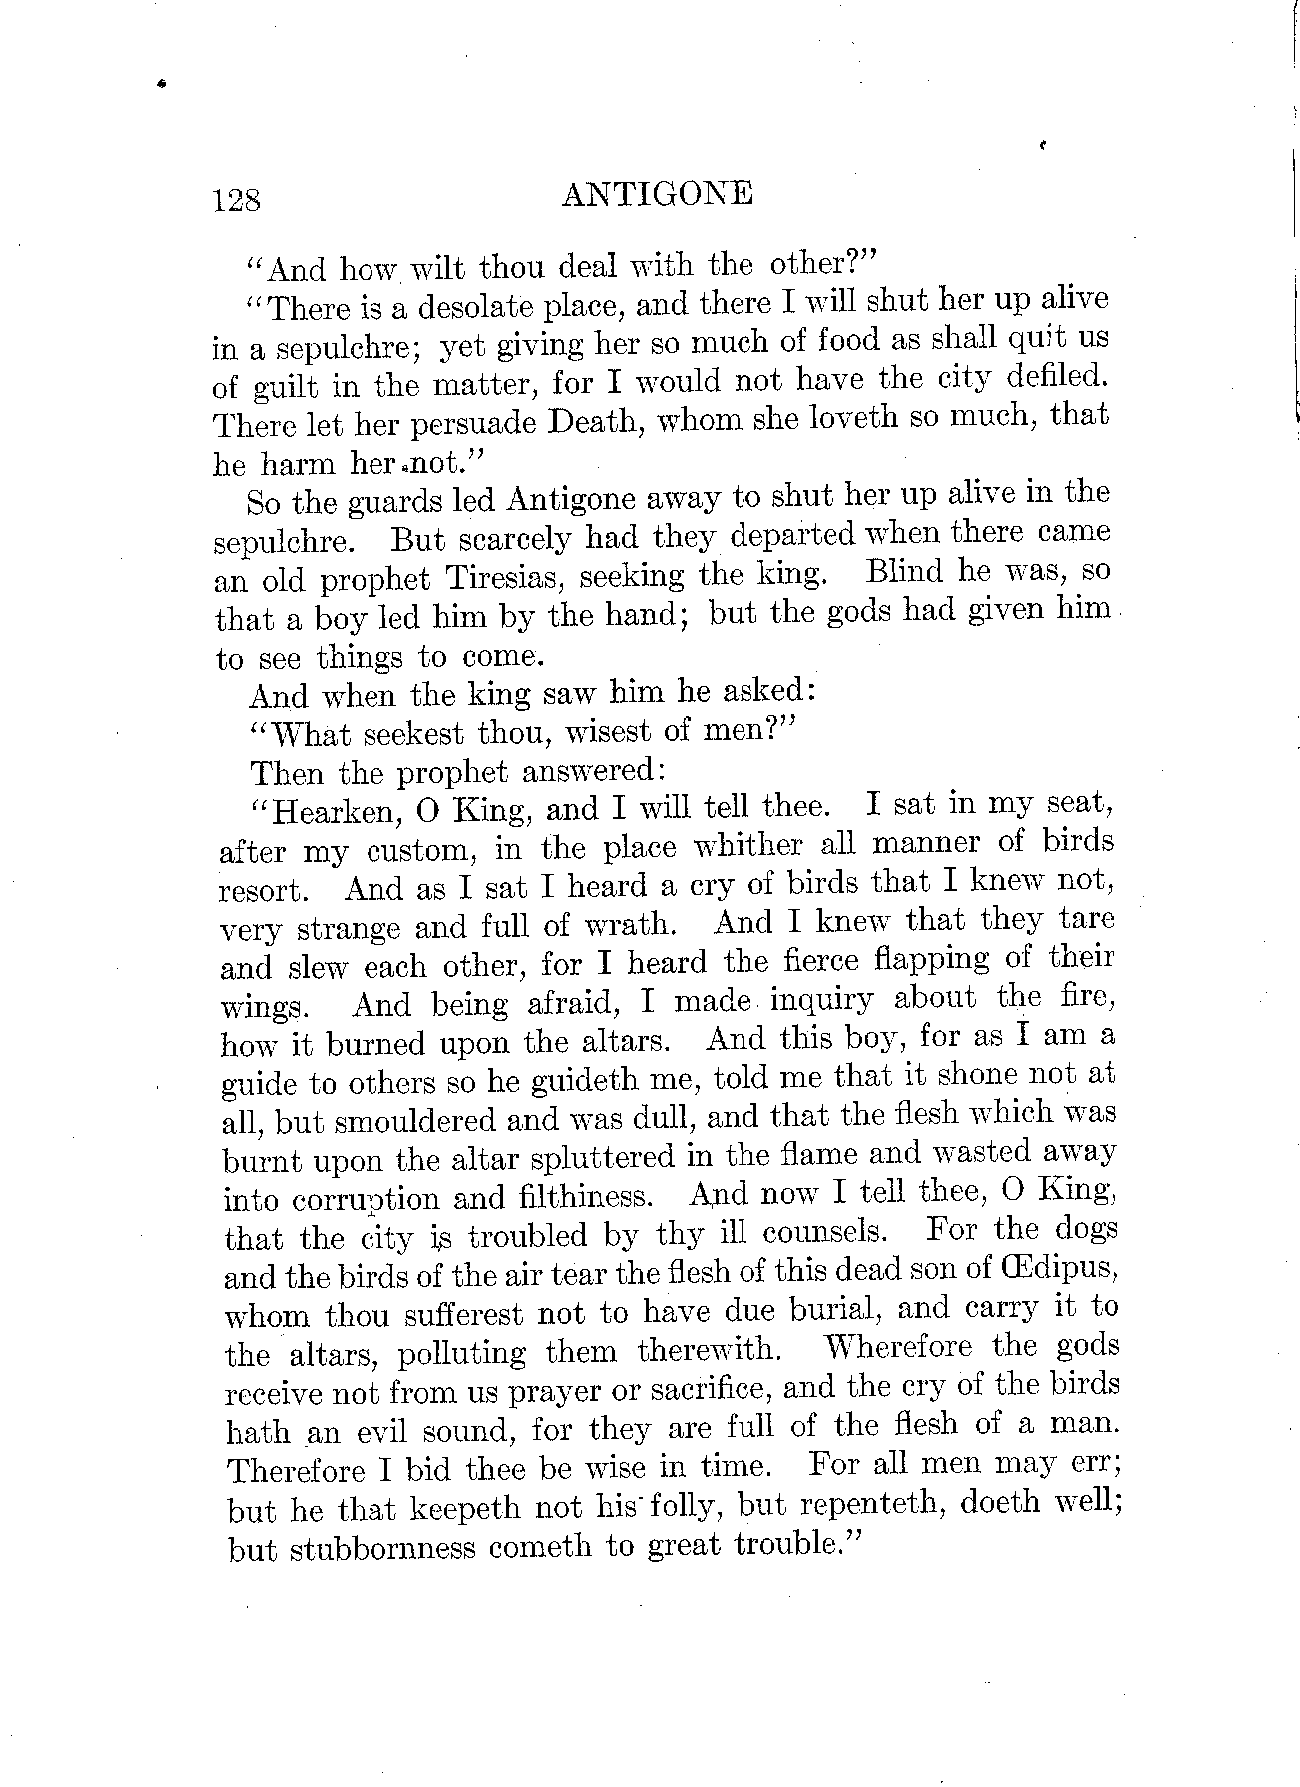 128 ANTIGONE
"And how wilt thou deal with the other?"
"There is a desolate place, and there I will shut her up alive
in a sepulchre; yet giving her so much of food as shall quit us
of guilt in the matter, for I would not have the city defiled.
There let her persuade Death, whom she loveth so much, that
he harm her not."
So the guards led Antigone away to shut her up alive in the
sepulchre. But scarcely had they departed when there came
an old prophet Tiresias, seeking the king. Blind he was, so
that a boy led him by the hand; but the gods had given him
to see things to come.
And when the king saw him he asked:
"What seekest thou, wisest of men?"
Then the prophet answered:
"Hearken, O King, and I will tell thee. I sat in my seat,
after my custom, in the place whither all manner of birds
resort. And as I sat I heard a cry of birds that I knew not,
very strange and full of wrath. And I knew that they tare
and slew each other, for I heard the fierce flapping of their
wings. And being afraid, I made inquiry about the fire,
how it burned upon the altars. And this boy, for as I am a
guide to others so he guideth me, told me that it shone not at
all, but smouldered and was dull, and that the flesh which was
burnt upon the altar spluttered in the flame and wasted away
into corruption and filthiness. And now I tell thee, O King,
that the city is troubled by thy ill counsels. For the dogs
and the birds of the air tear the flesh of this dead son of Œdipus,
whom thou sufferest not to have due burial, and carry it to
the altars, polluting them therewith. Wherefore the gods
receive not from us prayer or sacrifice, and the cry of the birds
hath an evil sound, for they are full of the flesh of a man.
Therefore I bid thee be wise in time. For all men may err;
but he that keepeth not his folly, but repenteth, doeth well;
but stubbornness cometh to great trouble."